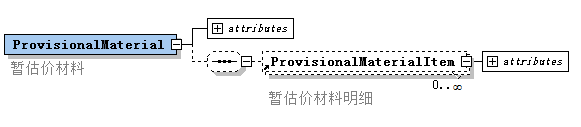 attributes
ProvisionalMaterial
暂估价材料
ProvisionalMaterialItem
attributes
0..∞
暂估价材料明细